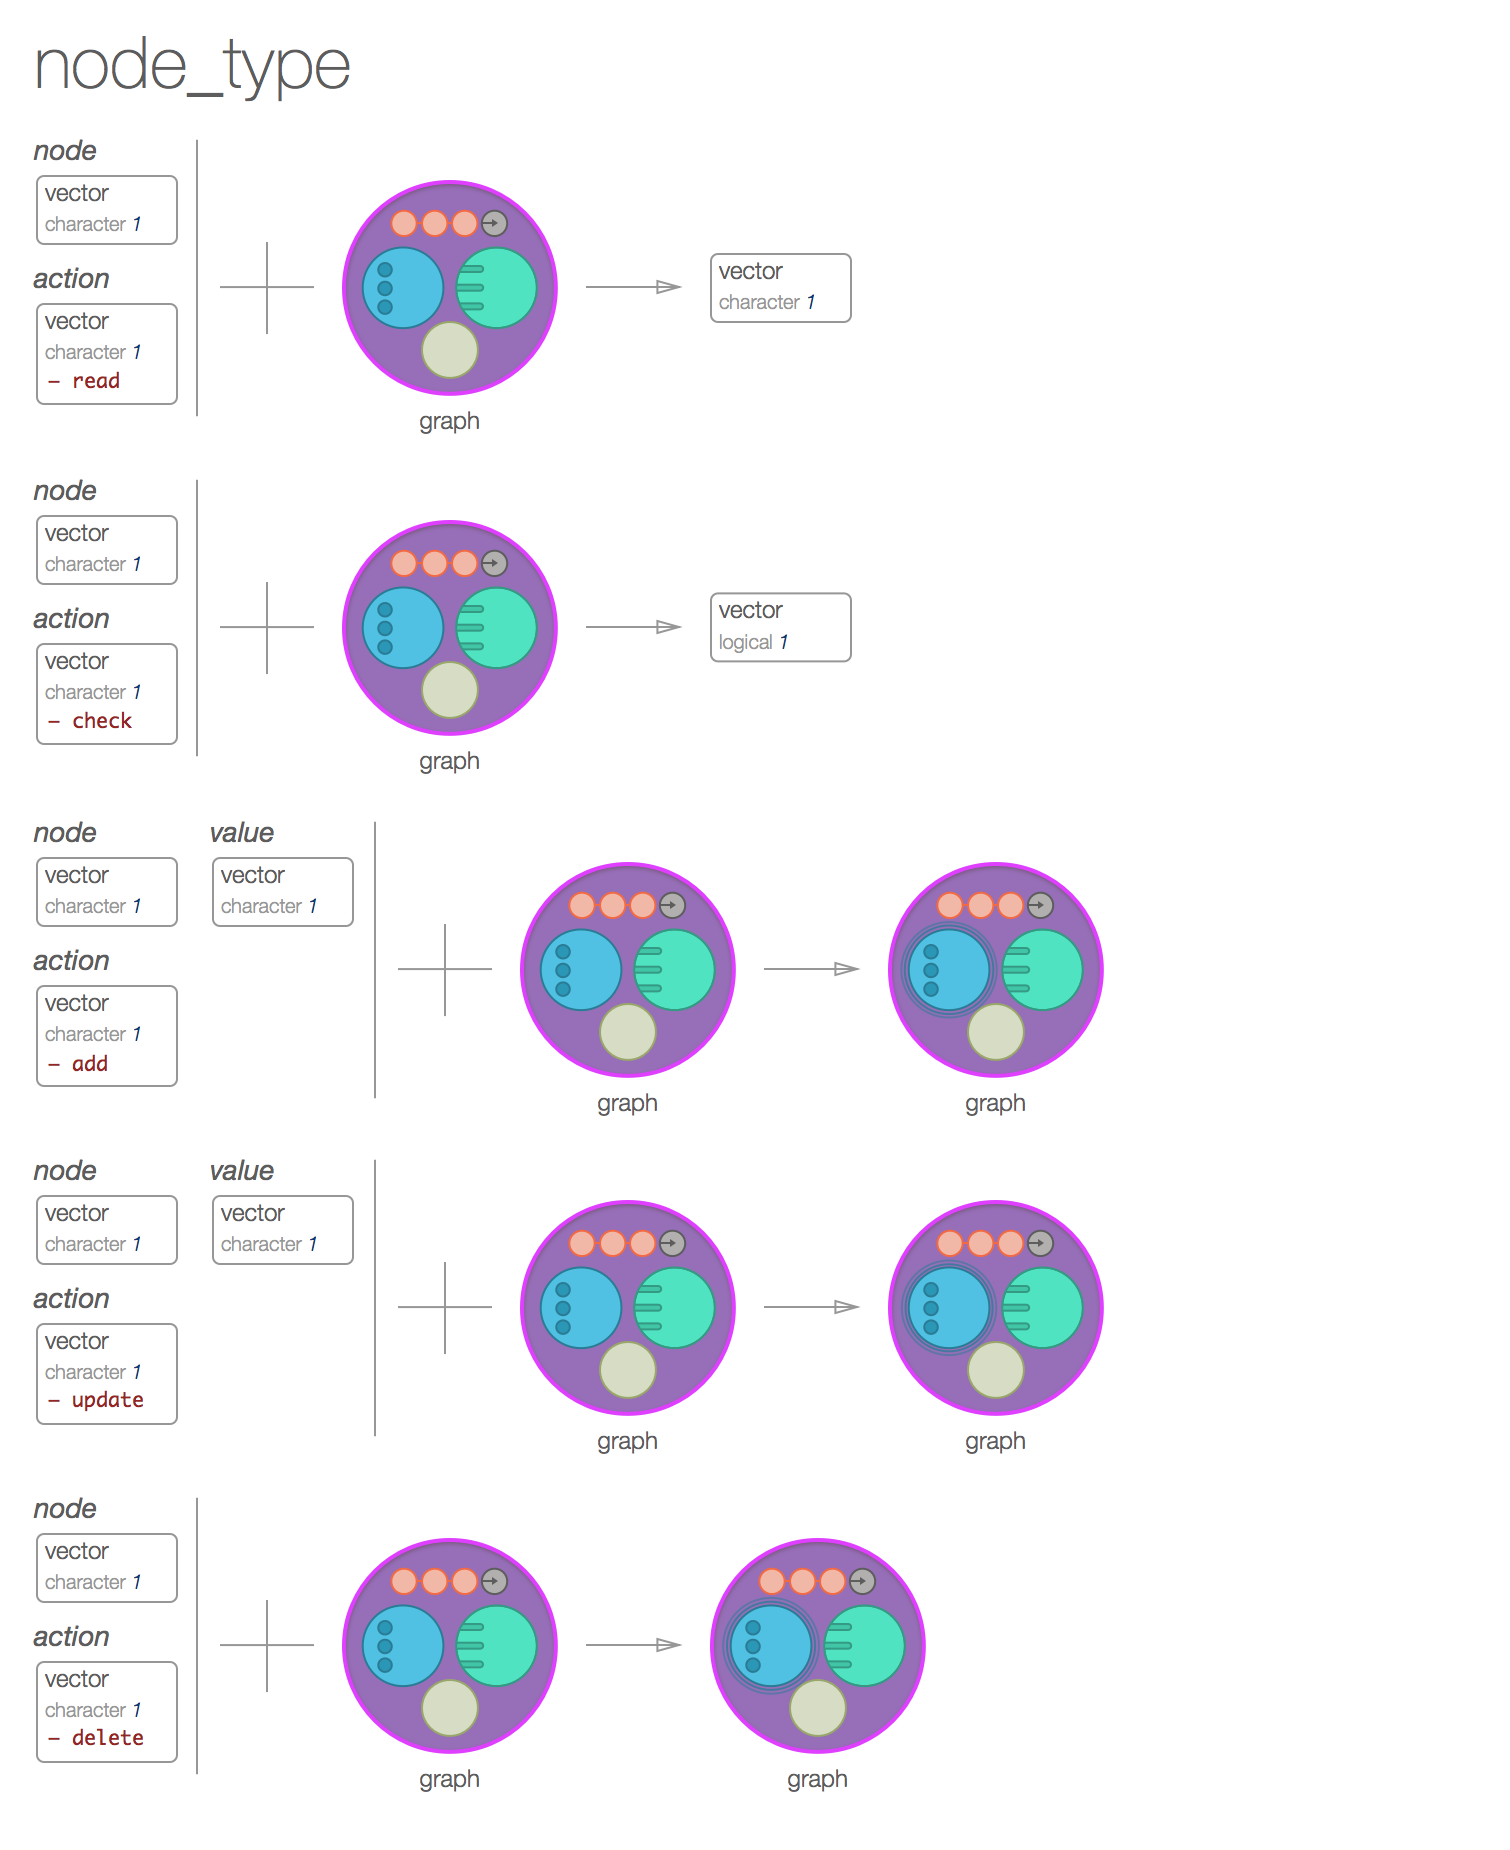 node_type
node
vector
character 1
action
vector
character 1
– read
graph
vector
character 1
node
vector
character 1
action
vector
character 1
– check
graph
vector
logical 1
node
vector
character 1
value
vector
character 1
action
vector
character 1
– add
graph
graph
node
vector
character 1
value
vector
character 1
action
vector
character 1
– update
graph
graph
node
vector
character 1
action
vector
character 1
– delete
graph
graph